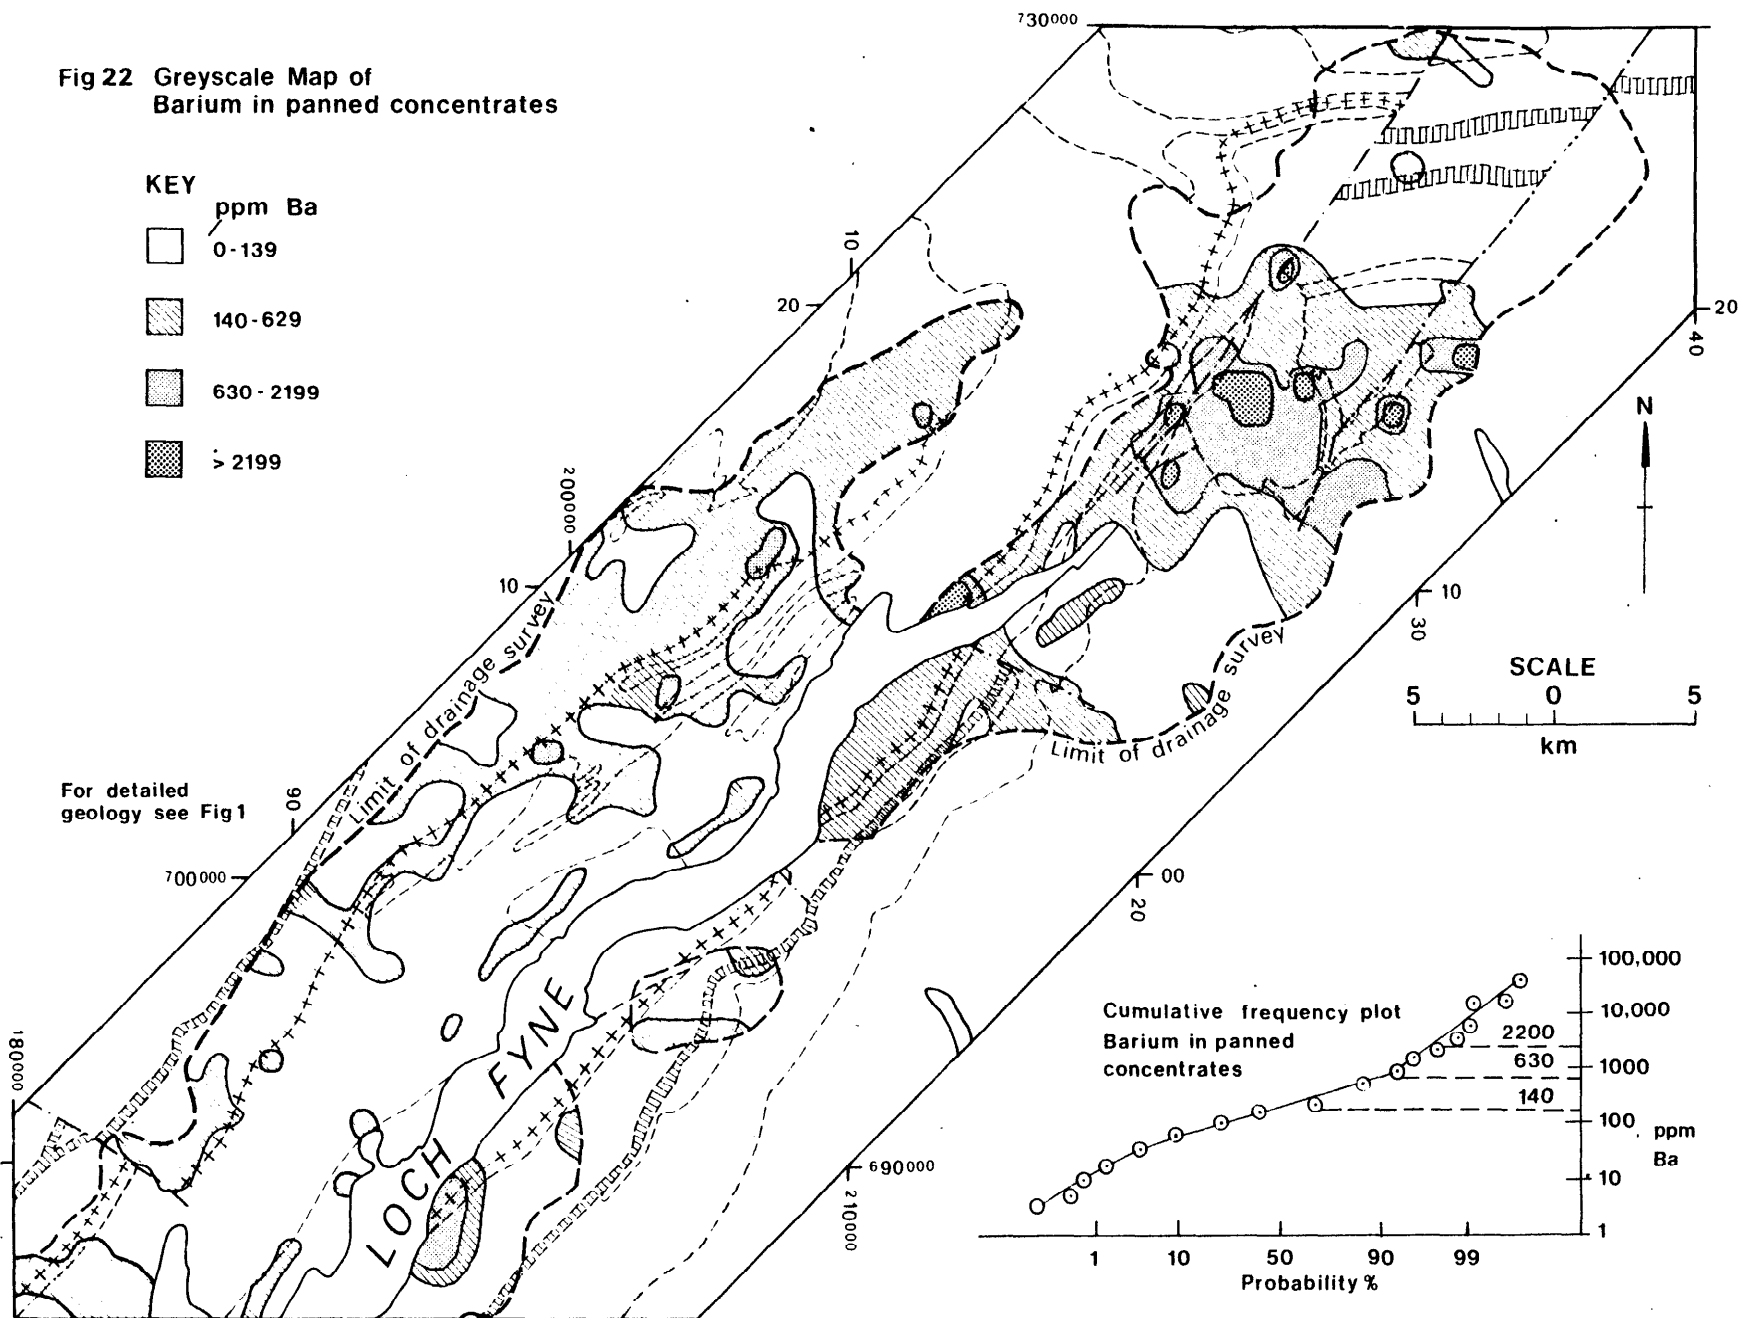 Fig 22 Greyscale Map of
Barium in panned concentrates
KEY
ppm Ba
0-139
140-629
630-2199
> 2199
730000
10
20
200000
10
Limit of drainage survey
For detailed
geology see Fig 1
90
700000
180000
LOCH FYNE
Limit of drainage survey
20
40
N
10
30
SCALE
5 0 5
km
00
20
690000
210000
Cumulative frequency plot
Barium in panned
concentrates
100,000
10,000
2200
630
1000
140
100
ppm
Ba
10
1
1 10 50 90 99
Probability %